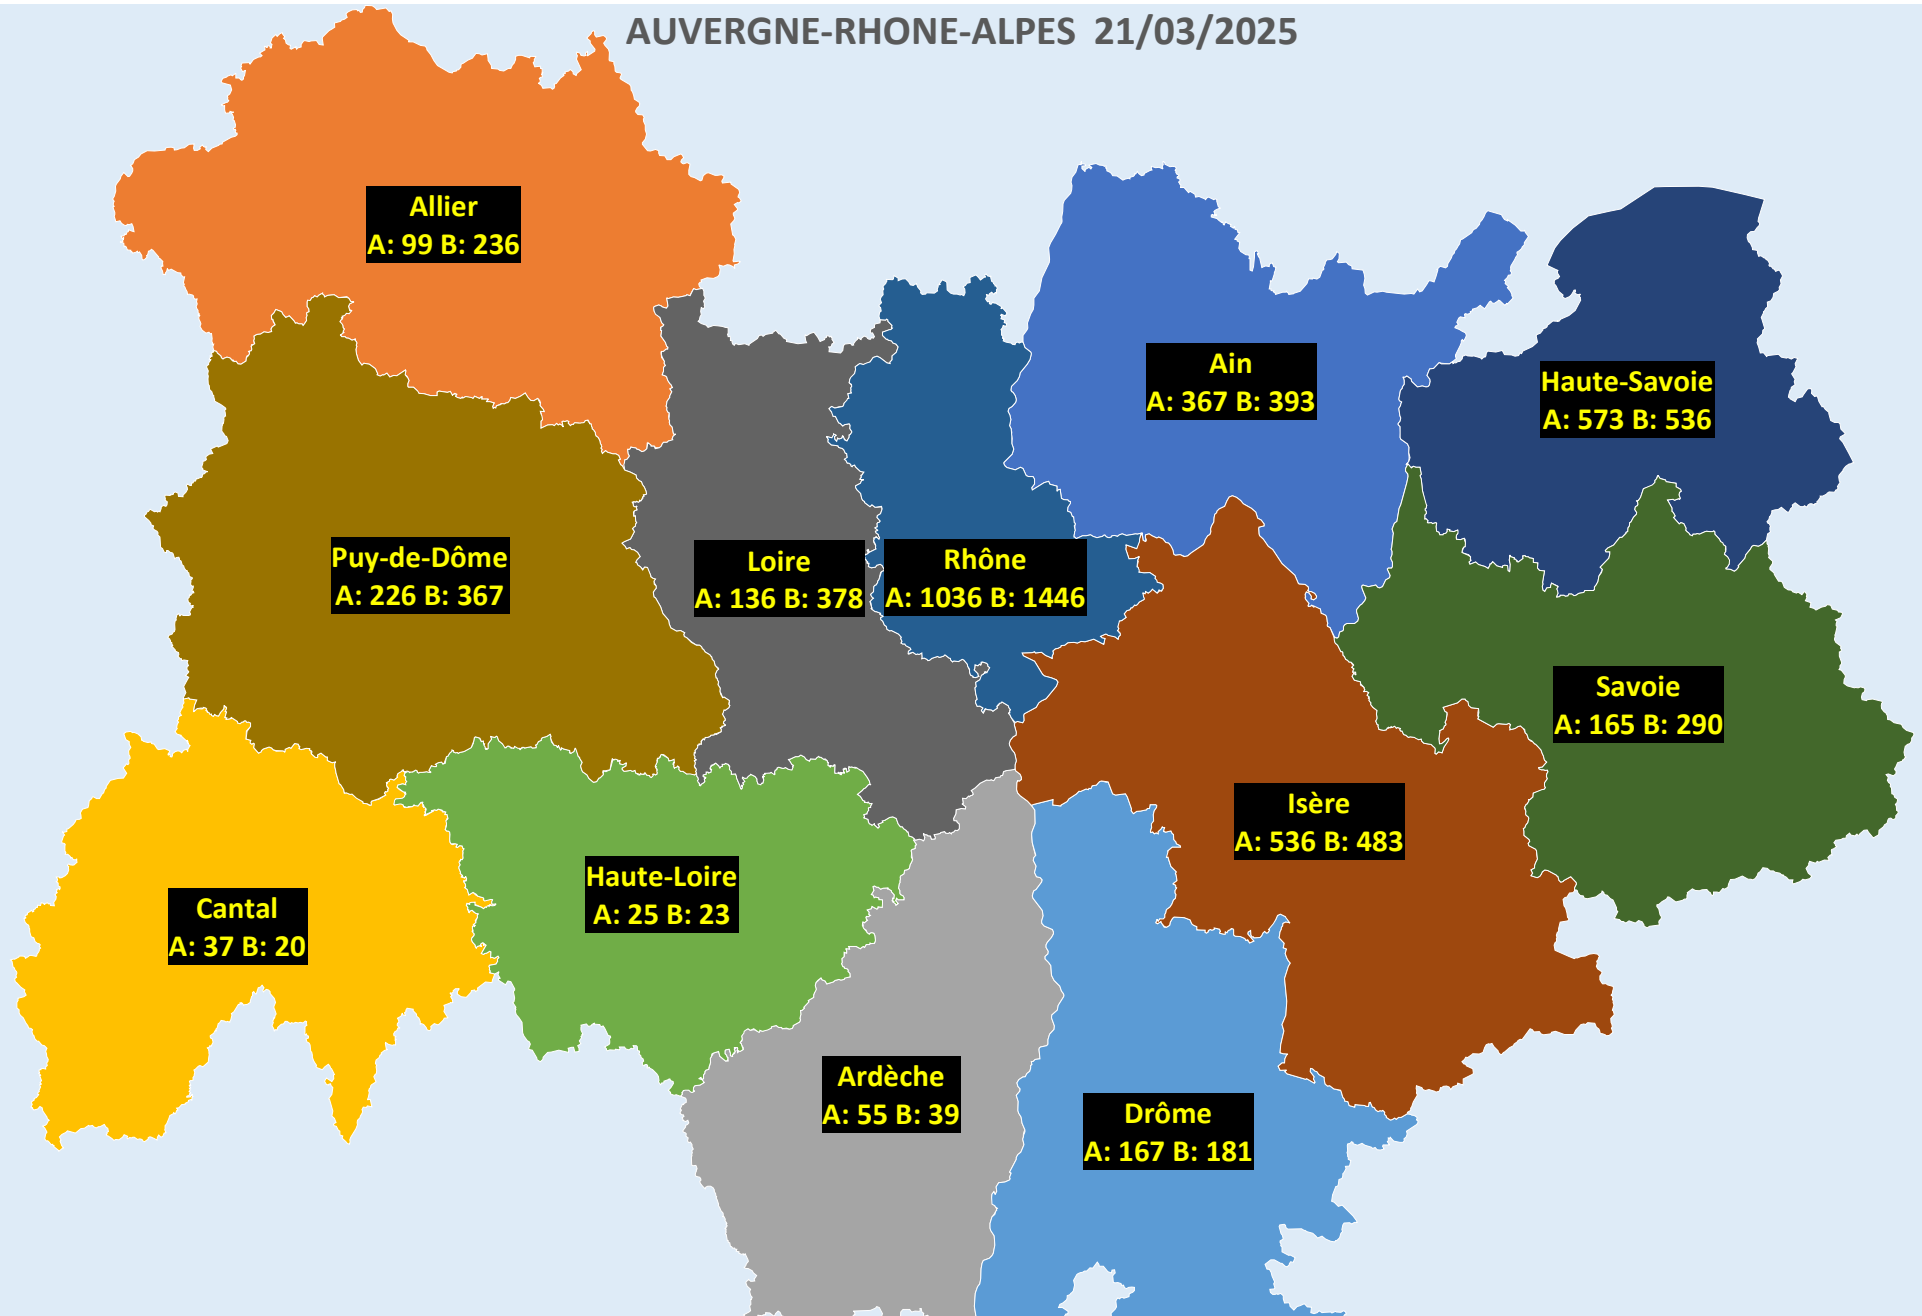 AUVERGNE-RHONE-ALPES 21/03/2025
Allier
A: 99 B: 236
Ain
A: 367 B: 393
Haute-Savoie
A: 573 B: 536
Puy-de-Dôme
A: 226 B: 367
Loire
A: 136 B: 378
Rhône
A: 1036 B: 1446
Savoie
A: 165 B: 290
Isère
A: 536 B: 483
Haute-Loire
A: 25 B: 23
Cantal
A: 37 B: 20
Ardèche
A: 55 B: 39
Drôme
A: 167 B: 181